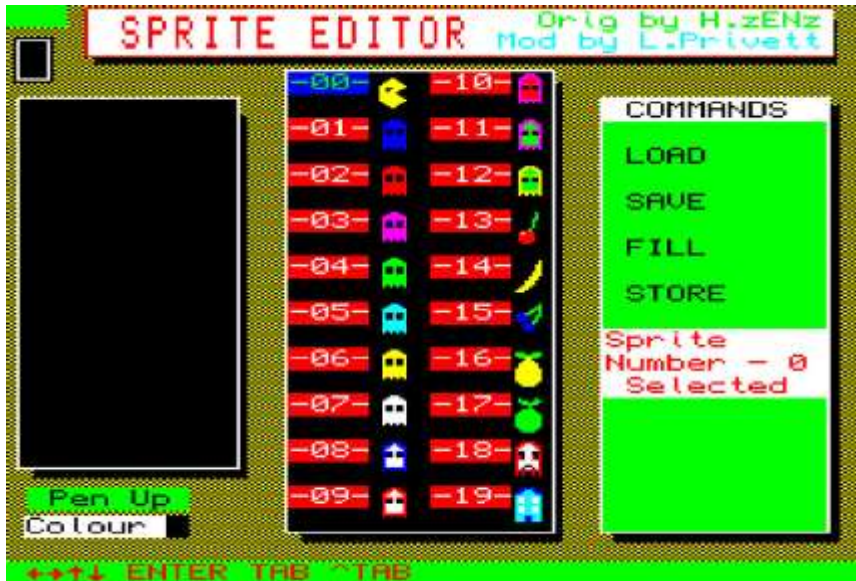 SPRITE EDITOR
Orig by H.zENz
Mod by L.Privett
-00- -10-
-01- -11-
-02- -12-
-03- -13-
-04- -14-
-05- -15-
-06- -16-
-07- -17-
-08- -18-
-09- -19-
COMMANDS
LOAD
SAVE
FILL
STORE
Sprite
Number - 0
Selected
Pen Up
Colour
←→↑↓ ENTER TAB ^TAB